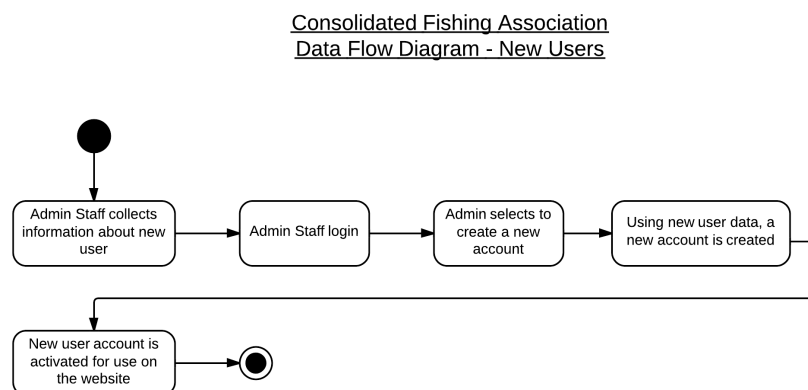 Consolidated Fishing Association
Data Flow Diagram - New Users
Admin Staff collects
information about new
user
Admin Staff login
Admin selects to
create a new
account
Using new user data, a
new account is created
New user account is
activated for use on
the website